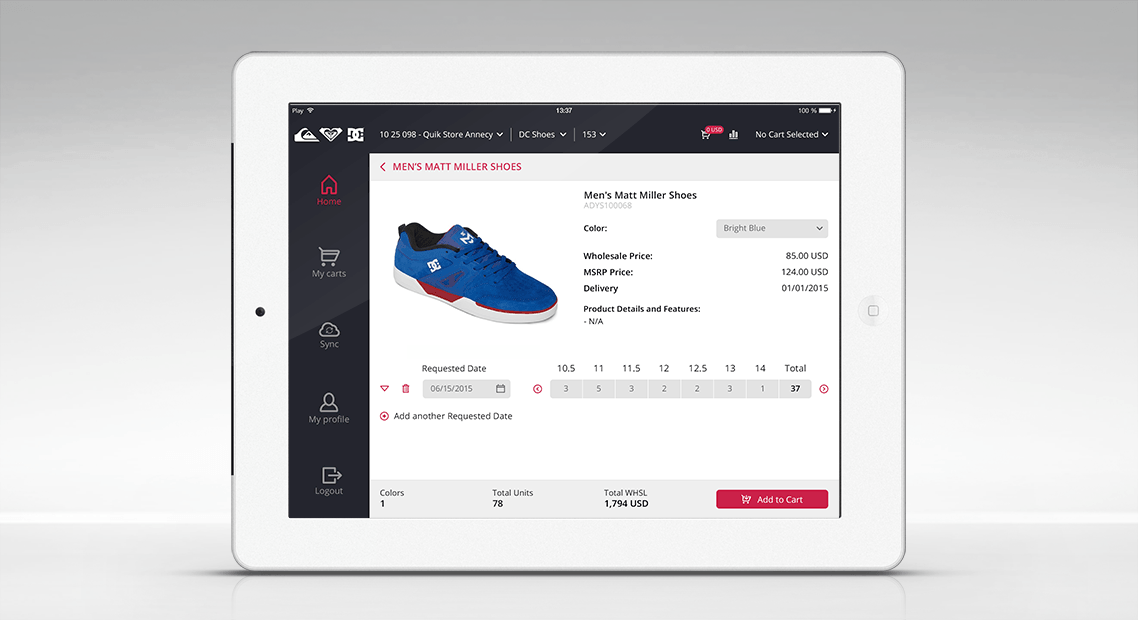 Play
13:37
100 %
DC
10 25 098 - Quik Store Annecy
DC Shoes
153
0 USD
No Cart Selected
MEN'S MATT MILLER SHOES
Home
My carts
Sync
My profile
Logout
Men's Matt Miller Shoes
ADYS100068
Color:
Bright Blue
Wholesale Price:
85.00 USD
MSRP Price:
124.00 USD
Delivery
01/01/2015
Product Details and Features:
- N/A
DC
Requested Date
10.5 11 11.5 12 12.5 13 14 Total
06/15/2015
3 5 3 2 2 3 1 37
Add another Requested Date
Colors
1
Total Units
78
Total WHSL
1,794 USD
Add to Cart